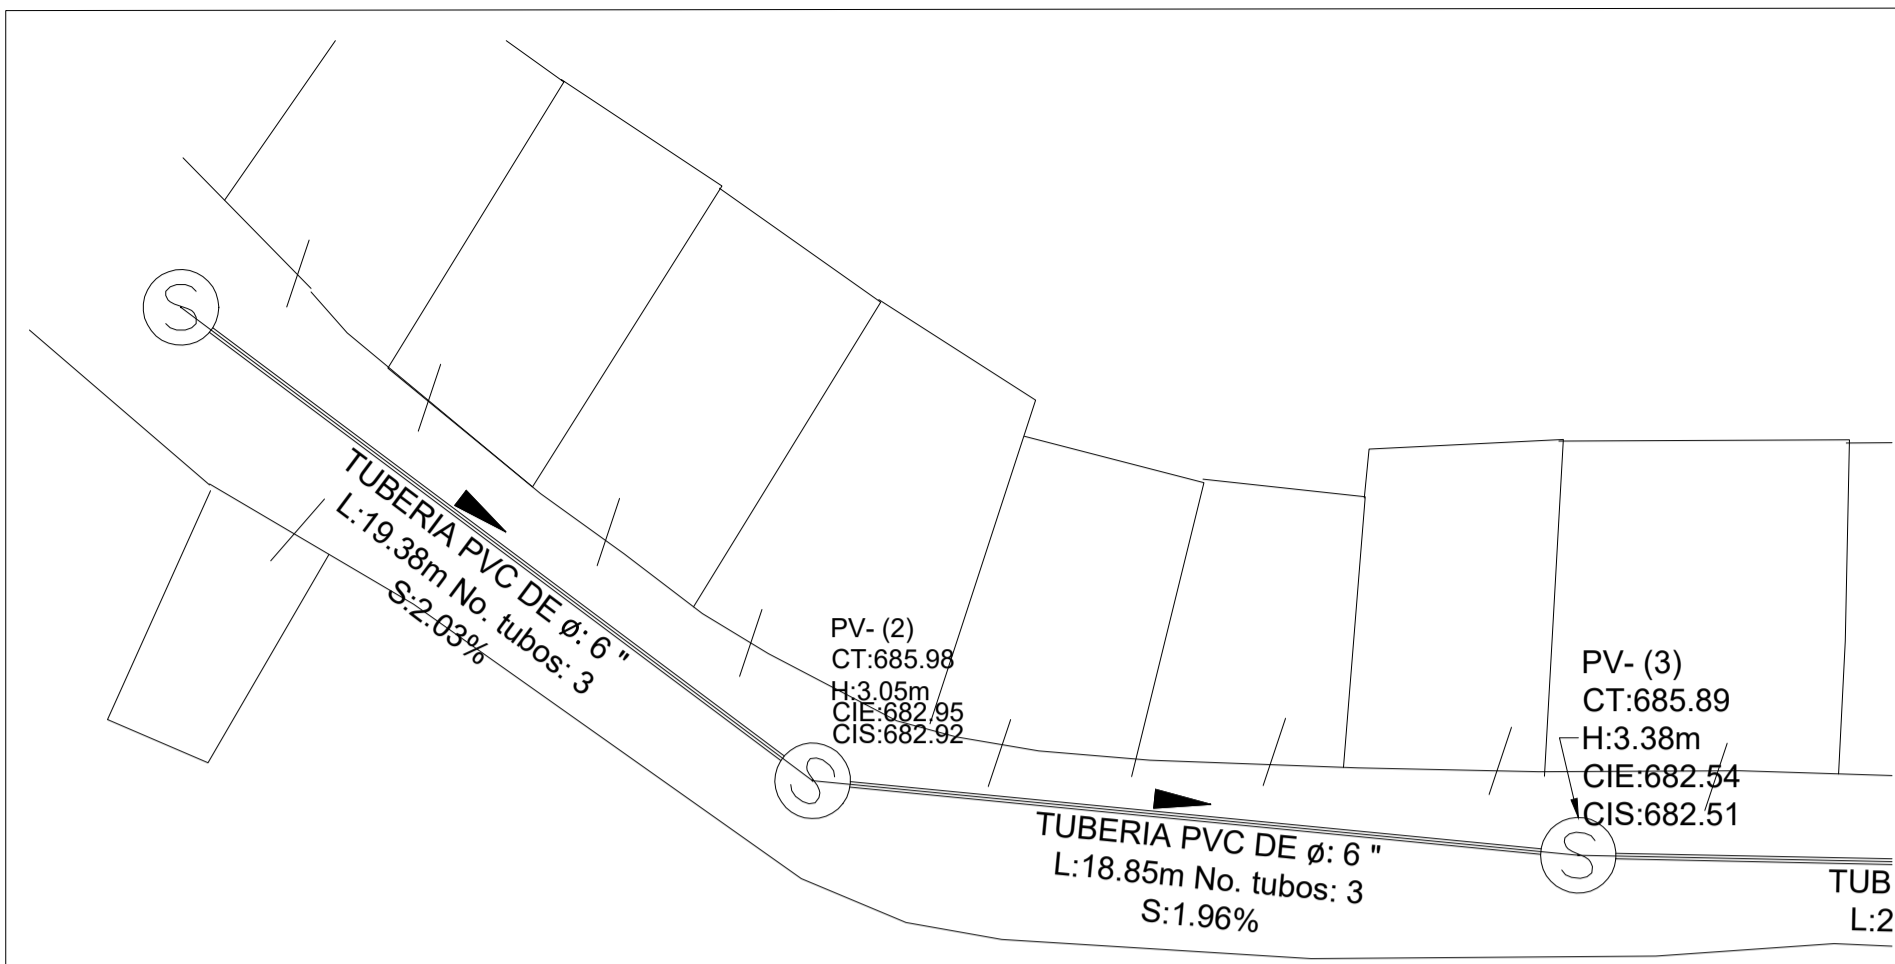 TUBERIA PVC DE ø: 6 "
L:19.38m No. tubos: 3
S:2.03%
PV- (2)
CT:685.98
H:3.05m
CIE:682.95
CIS:682.92
TUBERIA PVC DE ø: 6 "
L:18.85m No. tubos: 3
S:1.96%
PV- (3)
CT:685.89
H:3.38m
CIE:682.54
CIS:682.51
TUB
L:2
S
S
S